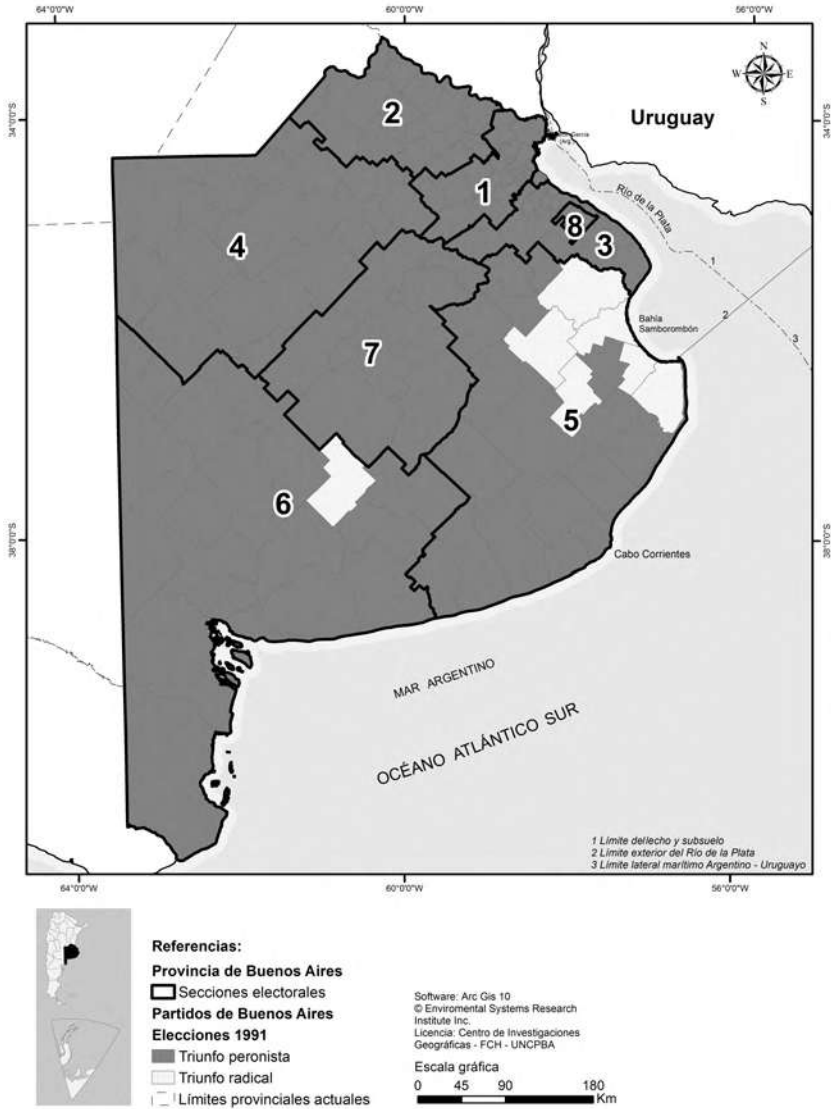 64°0'0"W
60°0'0"W
56°0'0"W
N
W E
S
34°0'0"S
34°0'0"S
Uruguay
Río de la Plata
2
1
8
3
4
1
Bahía
Samborombón
2
7
3
5
6
38°0'0"S
38°0'0"S
Cabo Corrientes
MAR ARGENTINO
OCÉANO ATLÁNTICO SUR
1 Límite dellecho y subsuelo
2 Límite exterior del Río de la Plata
3 Límite lateral marítimo Argentino - Uruguayo
64°0'0"W
60°0'0"W
56°0'0"W
Referencias:
Provincia de Buenos Aires
Secciones electorales
Partidos de Buenos Aires
Elecciones 1991
Triunfo peronista
Triunfo radical
Límites provinciales actuales
Software: Arc Gis 10
© Enviromental Systems Research
Institute Inc.
Licencia: Centro de Investigaciones
Geográficas - FCH - UNCPBA
Escala gráfica
0 45 90 180
Km